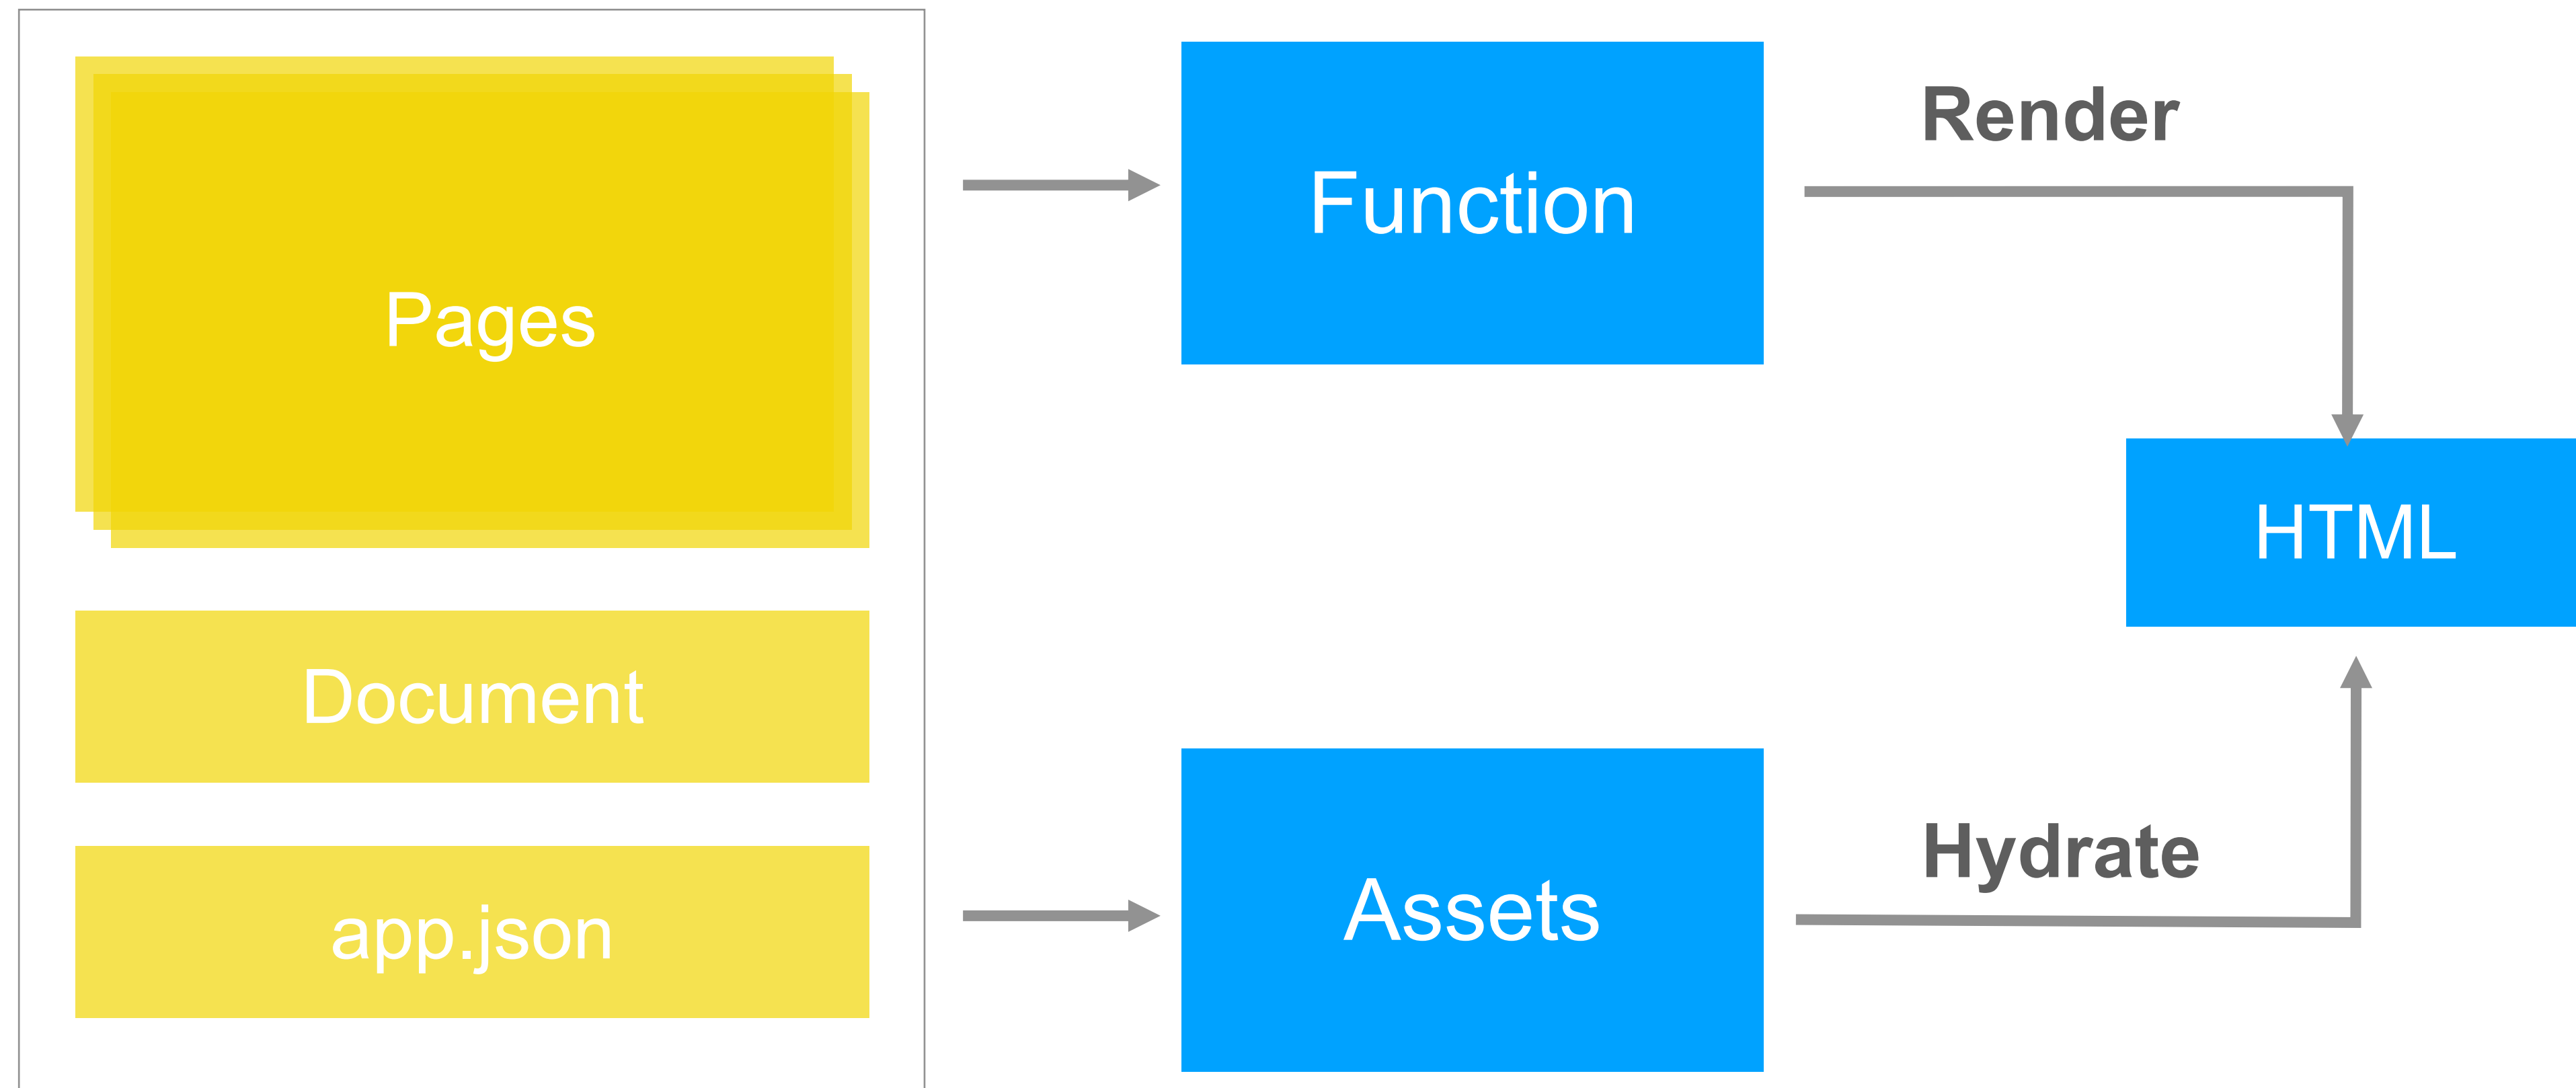 Pages
Document
app.json
Function
Assets
Render
Hydrate
HTML